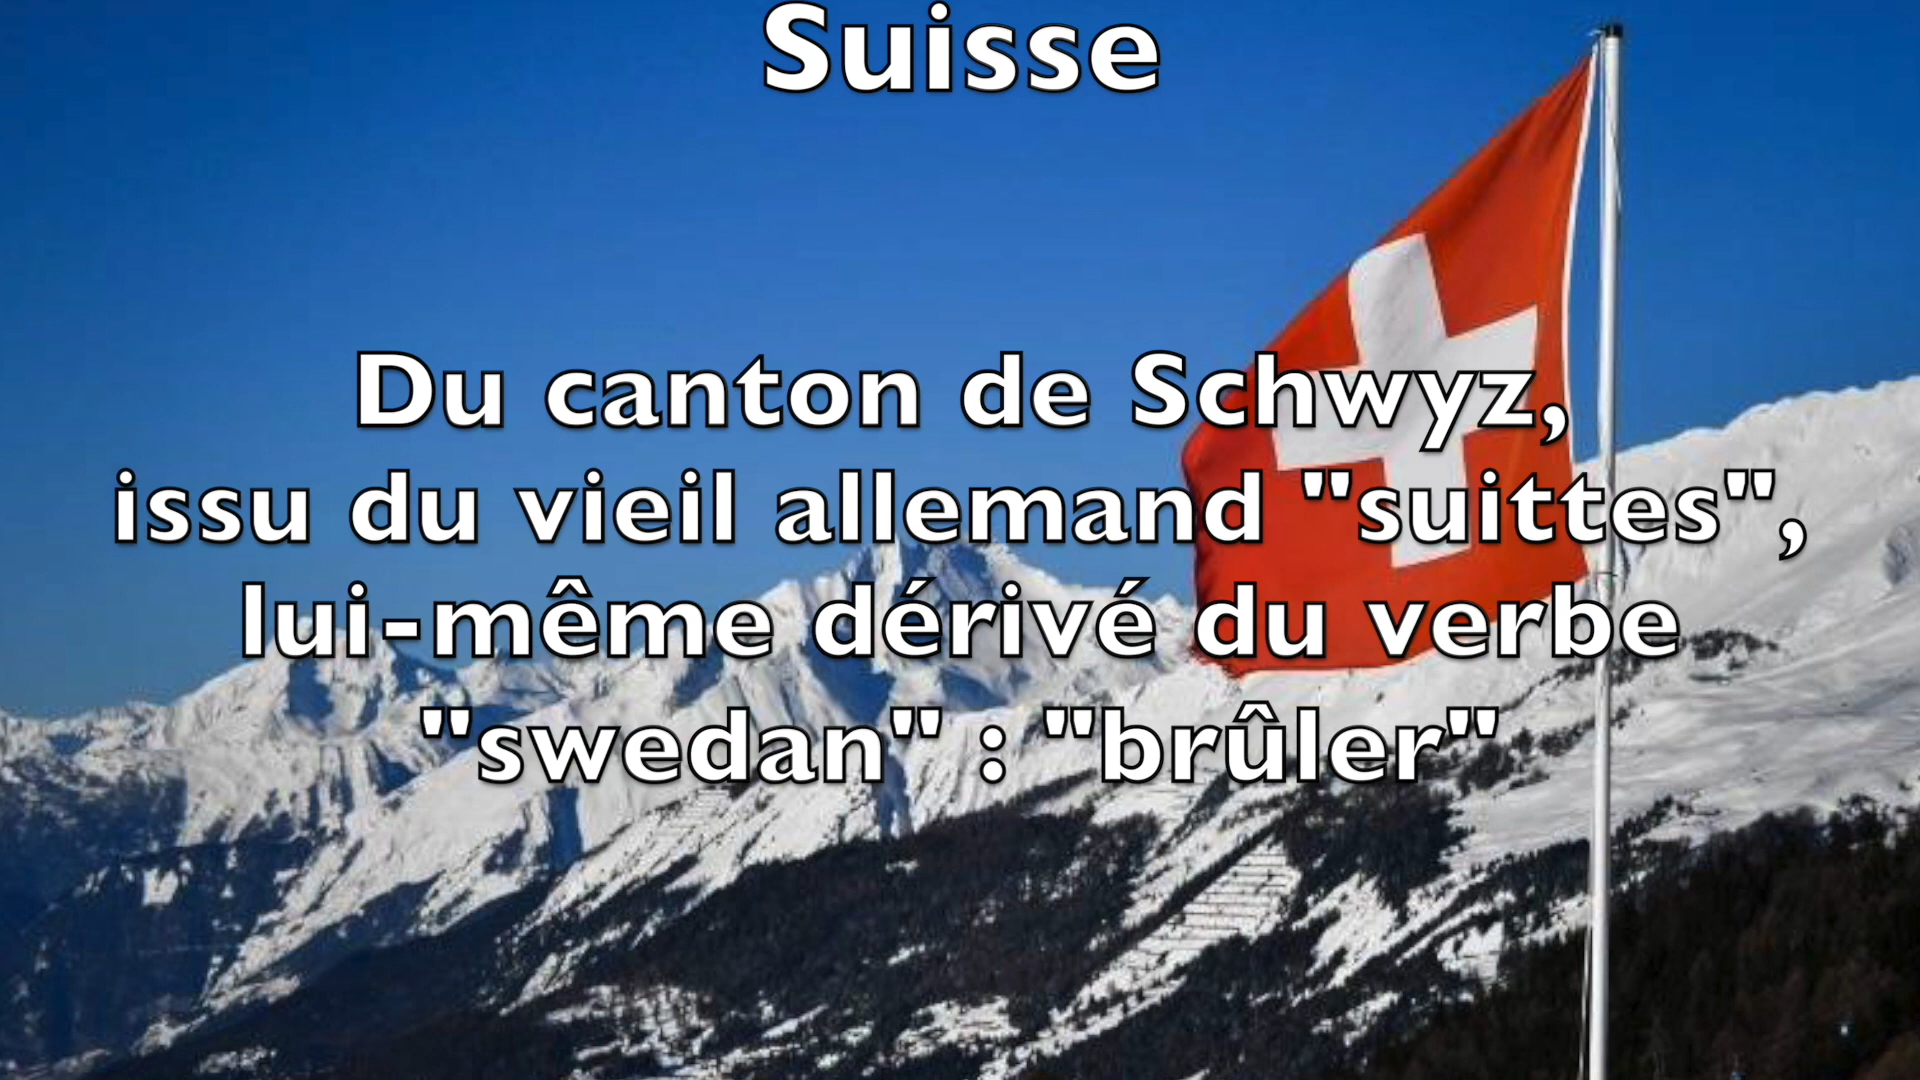 Suisse
Du canton de Schwyz,
issu du vieil allemand "suittes",
lui-même dérivé du verbe
"swedan" : "brûler"